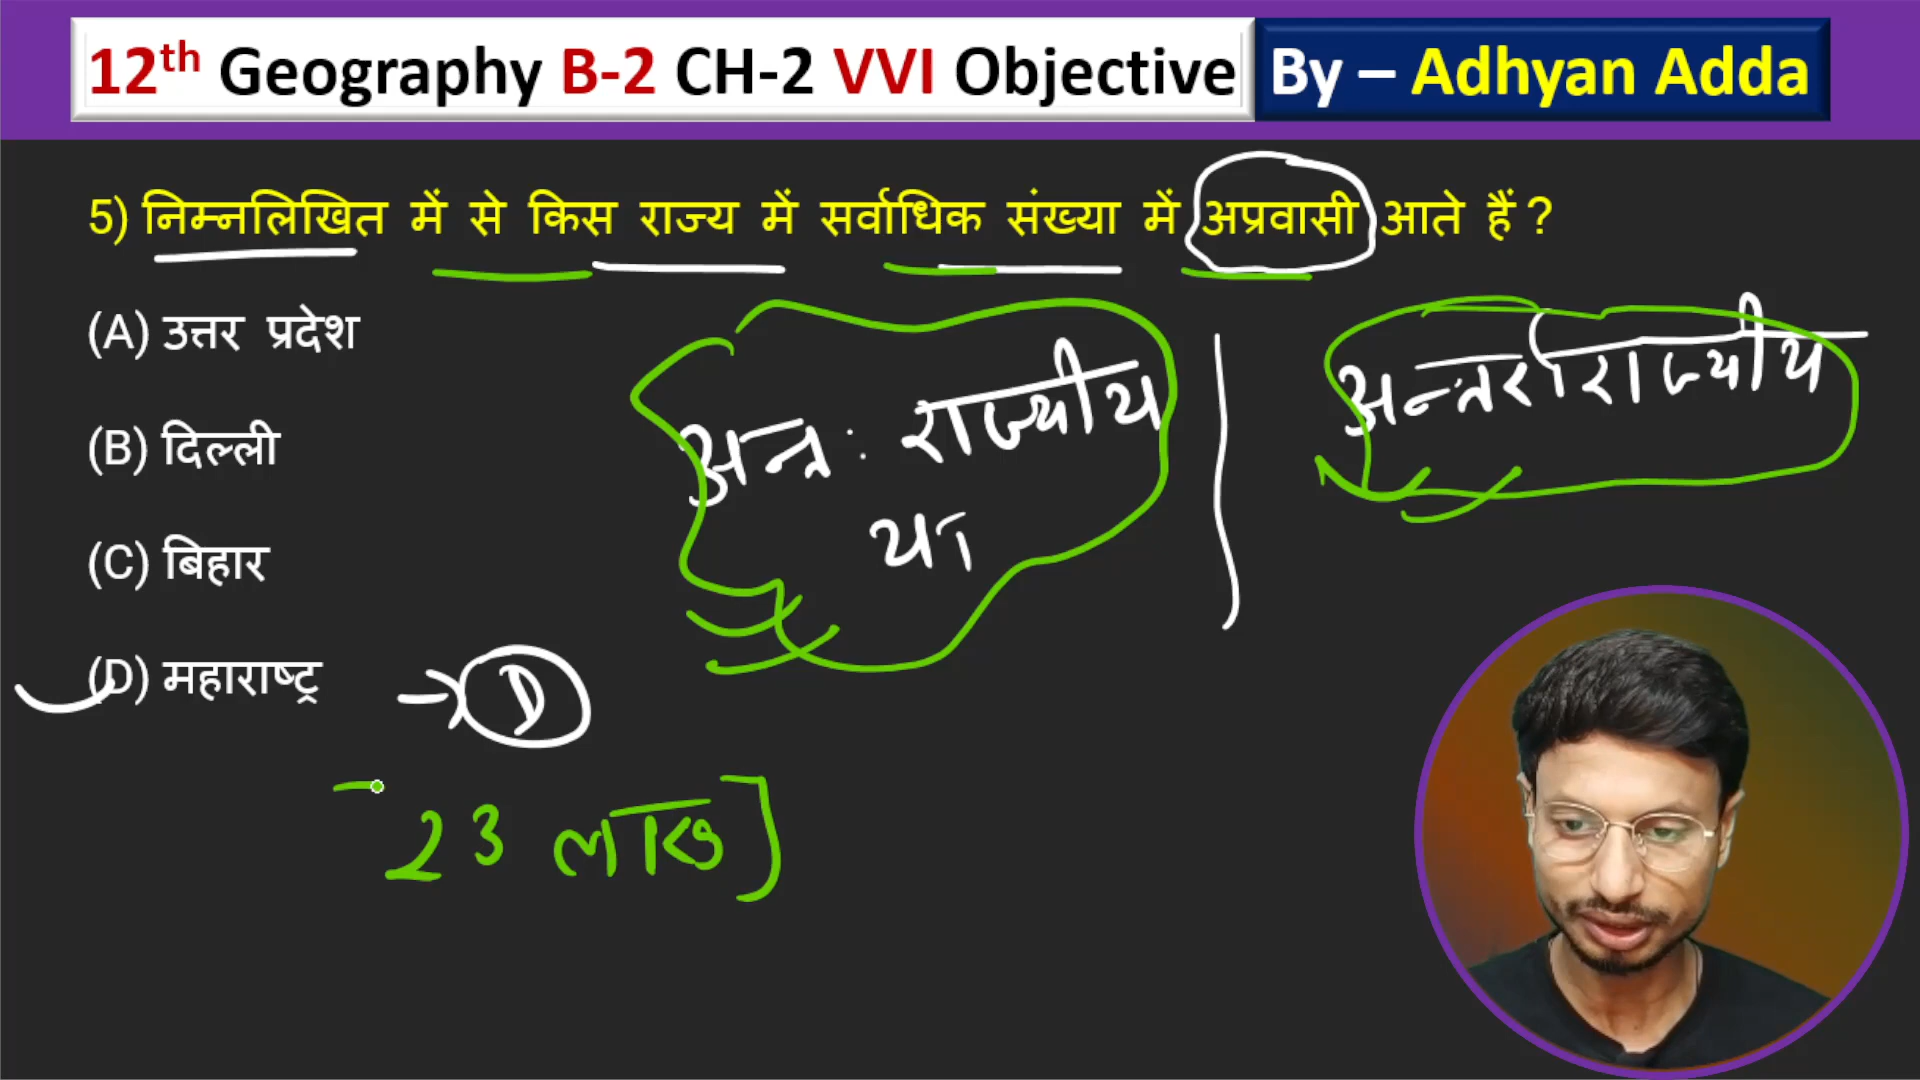 12th Geography B-2 CH-2 VVI Objective By – Adhyan Adda
5) निम्नलिखित में से किस राज्य में सर्वाधिक संख्या में अप्रवासी आते हैं ?
(A) उत्तर प्रदेश
(B) दिल्ली
(C) बिहार
(D) महाराष्ट्र → D
अन्त: राज्यीय
या
अन्तर्राज्यीय
23 लाख]